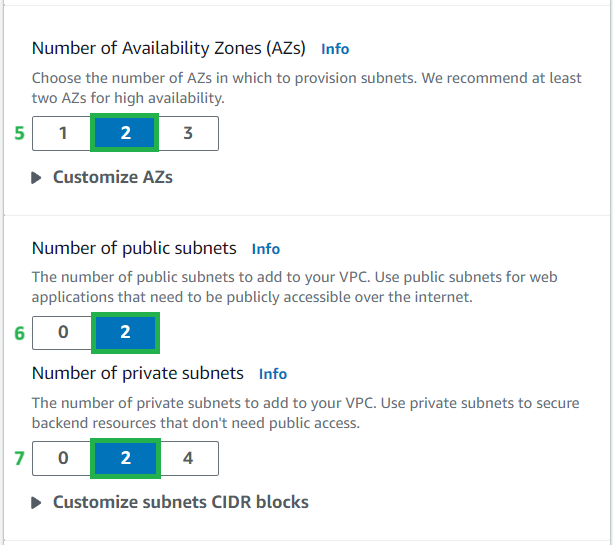 Number of Availability Zones (AZs) Info
Choose the number of AZs in which to provision subnets. We recommend at least
two AZs for high availability.
5 1 2 3
Customize AZs
Number of public subnets Info
The number of public subnets to add to your VPC. Use public subnets for web
applications that need to be publicly accessible over the internet.
6 0 2
Number of private subnets Info
The number of private subnets to add to your VPC. Use private subnets to secure
backend resources that don't need public access.
7 0 2 4
Customize subnets CIDR blocks